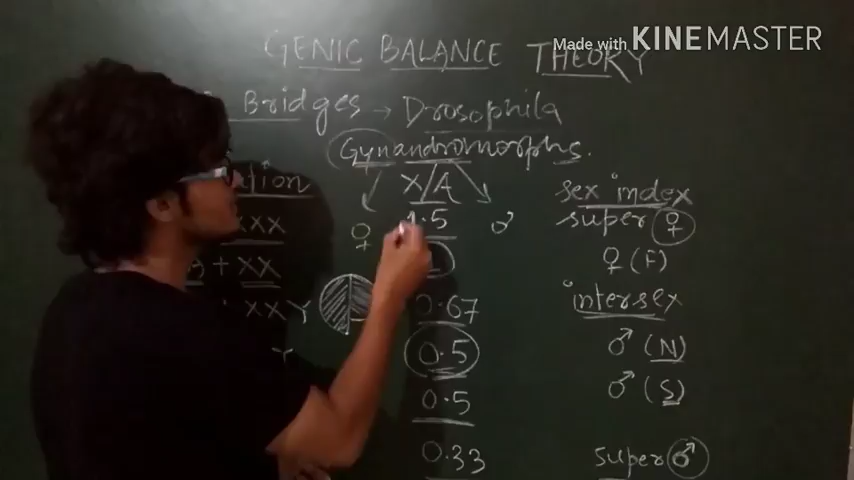 GENIC BALANCE THEORY
Made with KINEMASTER
Bridges → Drosophila
Gynandromorphs.
X/A sex index
XXX ♀ 1.5 ♂ super ♀
+ XX 1 ♀ (F)
XXY 0.67 intersex
0.5 ♂ (N)
Y 0.5 ♂ (S)
0.33 super ♂